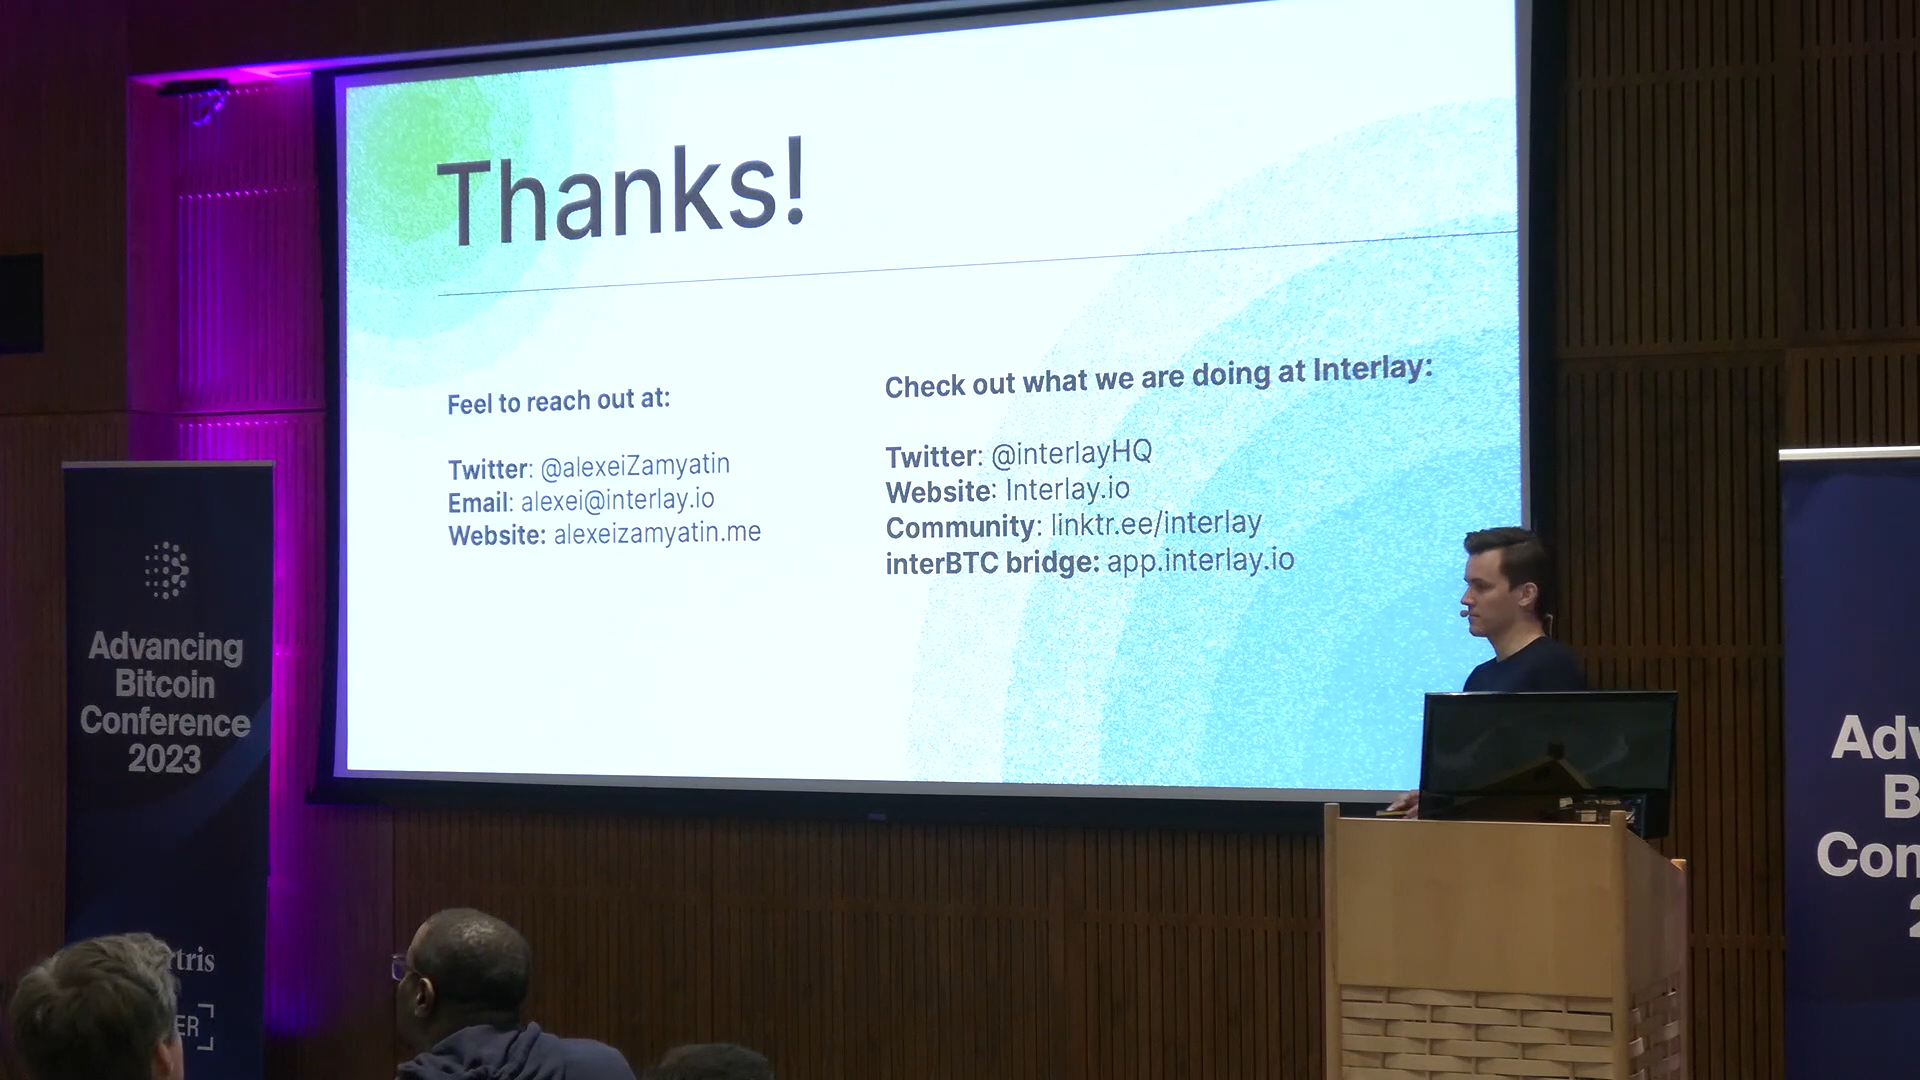 Thanks!
Feel to reach out at:
Twitter: @alexeiZamyatin
Email: alexei@interlay.io
Website: alexeizamyatin.me
Check out what we are doing at Interlay:
Twitter: @interlayHQ
Website: Interlay.io
Community: linktr.ee/interlay
interBTC bridge: app.interlay.io
Advancing
Bitcoin
Conference
2023